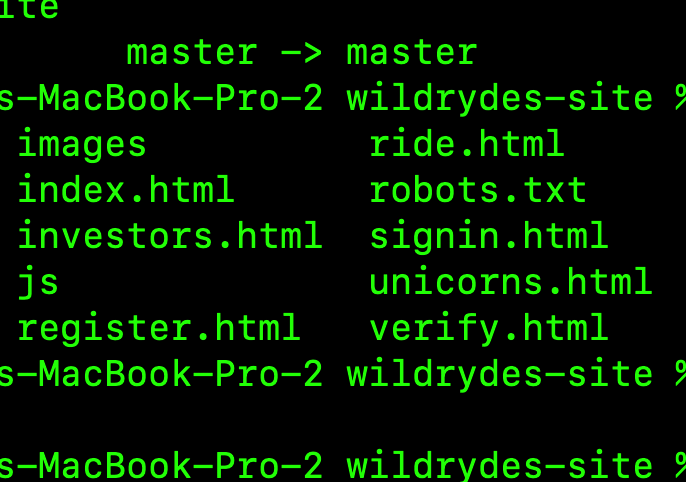 ite
master -> master
s-MacBook-Pro-2 wildrydes-site %
images ride.html
index.html robots.txt
investors.html signin.html
js unicorns.html
register.html verify.html
s-MacBook-Pro-2 wildrydes-site %
s-MacBook-Pro-2 wildrydes-site %